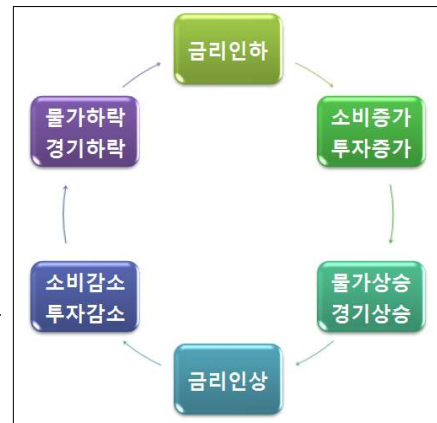 금리인하
소비증가
투자증가
물가상승
경기상승
금리인상
소비감소
투자감소
물가하락
경기하락